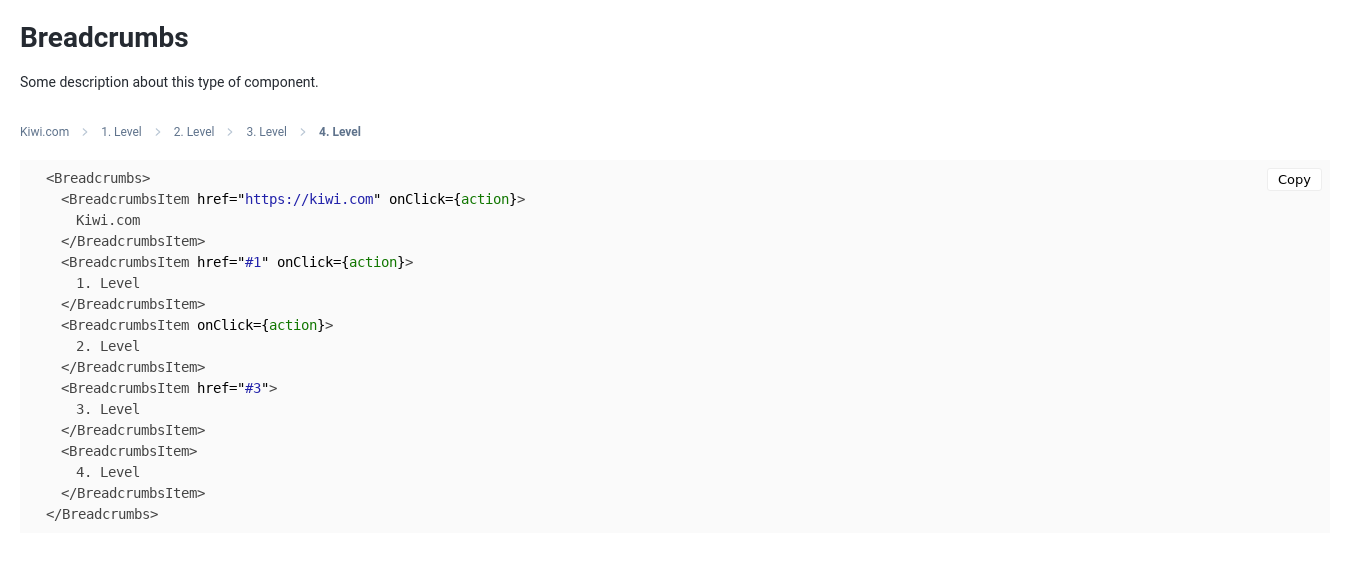 Breadcrumbs
Some description about this type of component.
Kiwi.com > 1. Level > 2. Level > 3. Level > 4. Level
Copy
<Breadcrumbs>
  <BreadcrumbsItem href="https://kiwi.com" onClick={action}>
    Kiwi.com
  </BreadcrumbsItem>
  <BreadcrumbsItem href="#1" onClick={action}>
    1. Level
  </BreadcrumbsItem>
  <BreadcrumbsItem onClick={action}>
    2. Level
  </BreadcrumbsItem>
  <BreadcrumbsItem href="#3">
    3. Level
  </BreadcrumbsItem>
  <BreadcrumbsItem>
    4. Level
  </BreadcrumbsItem>
</Breadcrumbs>